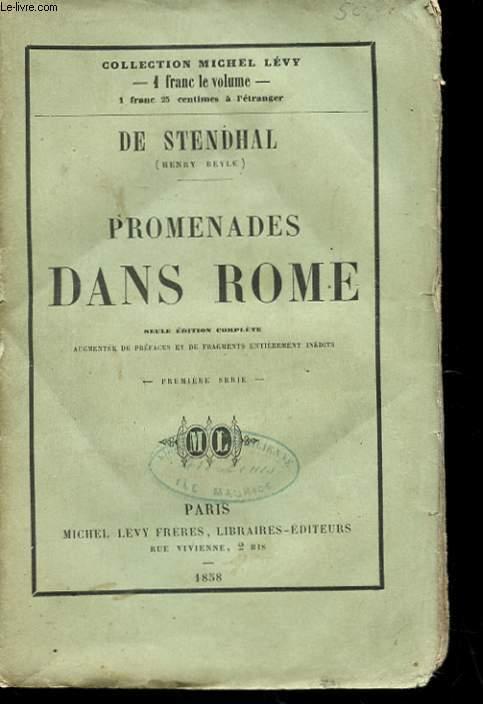 © Le-livre.com
COLLECTION MICHEL LÉVY
— 1 franc le volume —
1 franc 25 centimes à l'étranger
DE STENDHAL
(HENRY BEYLE)
PROMENADES
DANS ROME
SEULE ÉDITION COMPLÈTE
AUGMENTÉE DE PRÉFACES ET DE FRAGMENTS ENTIÈREMENT INÉDITS
— PREMIÈRE SÉRIE —
ML
ILE MAURICE
PARIS
MICHEL LÉVY FRÈRES, LIBRAIRES-ÉDITEURS
RUE VIVIENNE, 2 BIS
—
1858